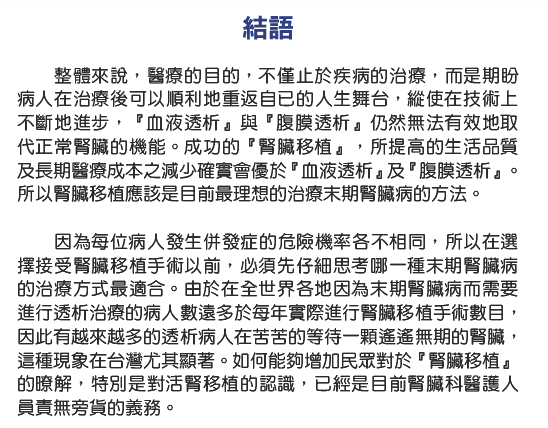 結語
整體來說，醫療的目的，不僅止於疾病的治療，而是期盼
病人在治療後可以順利地重返自已的人生舞台，縱使在技術上
不斷地進步，『血液透析』與『腹膜透析』仍然無法有效地取
代正常腎臟的機能。成功的『腎臟移植』，所提高的生活品質
及長期醫療成本之減少確實會優於『血液透析』及『腹膜透析』。
所以腎臟移植應該是目前最理想的治療末期腎臟病的方法。
因為每位病人發生併發症的危險機率各不相同，所以在選
擇接受腎臟移植手術以前，必須先仔細思考哪一種末期腎臟病
的治療方式最適合。由於在全世界各地因為末期腎臟病而需要
進行透析治療的病人數遠多於每年實際進行腎臟移植手術數目，
因此有越來越多的透析病人在苦苦的等待一顆遙遙無期的腎臟，
這種現象在台灣尤其顯著。如何能夠增加民眾對於『腎臟移植』
的瞭解，特別是對活腎移植的認識，已經是目前腎臟科醫護人
員責無旁貨的義務。